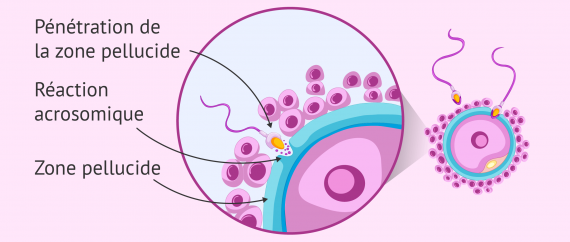 Pénétration de
la zone pellucide
Réaction
acrosomique
Zone pellucide